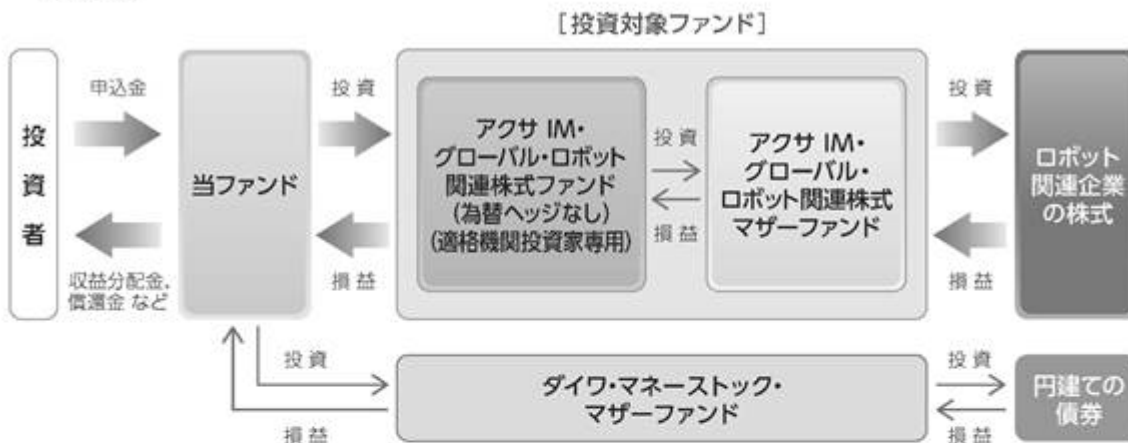 [投資対象ファンド]
投資者
申込金
収益分配金、
償還金 など
当ファンド
投資
損益
アクサ IM・
グローバル・ロボット
関連株式ファンド
(為替ヘッジなし)
(適格機関投資家専用)
投資
損益
アクサ IM・
グローバル・
ロボット関連株式
マザーファンド
投資
損益
ロボット
関連企業
の株式
投資
損益
ダイワ・マネーストック・
マザーファンド
投資
損益
円建ての
債券